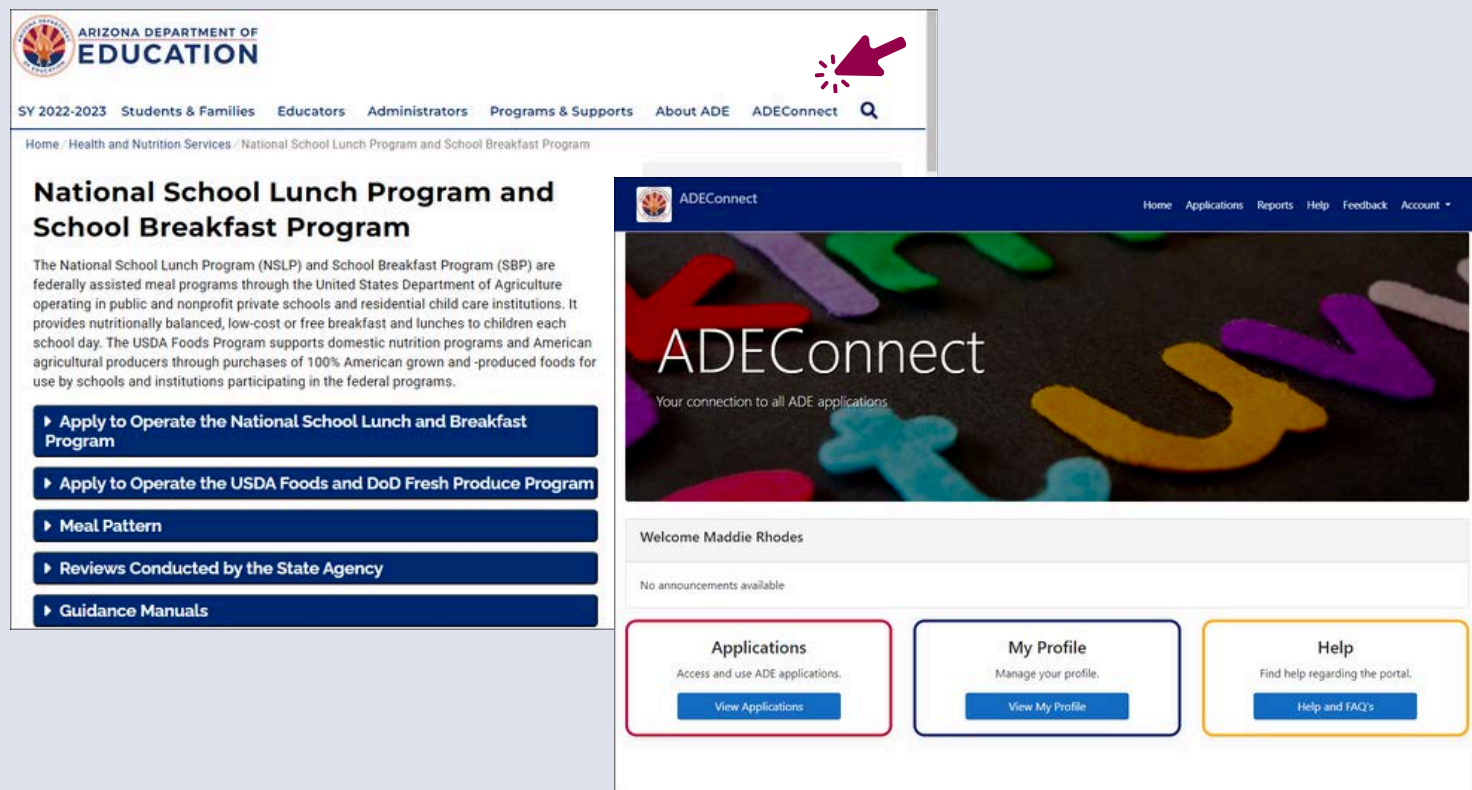 ARIZONA DEPARTMENT OF
EDUCATION
SY 2022-2023 Students & Families Educators Administrators Programs & Supports About ADE ADEConnect
Home / Health and Nutrition Services / National School Lunch Program and School Breakfast Program
National School Lunch Program and
School Breakfast Program
The National School Lunch Program (NSLP) and School Breakfast Program (SBP) are
federally assisted meal programs through the United States Department of Agriculture
operating in public and nonprofit private schools and residential child care institutions. It
provides nutritionally balanced, low-cost or free breakfast and lunches to children each
school day. The USDA Foods Program supports domestic nutrition programs and American
agricultural producers through purchases of 100% American grown and -produced foods for
use by schools and institutions participating in the federal programs.
Apply to Operate the National School Lunch and Breakfast
Program
Apply to Operate the USDA Foods and DoD Fresh Produce Program
Meal Pattern
Reviews Conducted by the State Agency
Guidance Manuals
ADEConnect
Home Applications Reports Help Feedback Account
ADEConnect
Your connection to all ADE applications
Welcome Maddie Rhodes
No announcements available
Applications
Access and use ADE applications.
View Applications
My Profile
Manage your profile.
View My Profile
Help
Find help regarding the portal.
Help and FAQ's